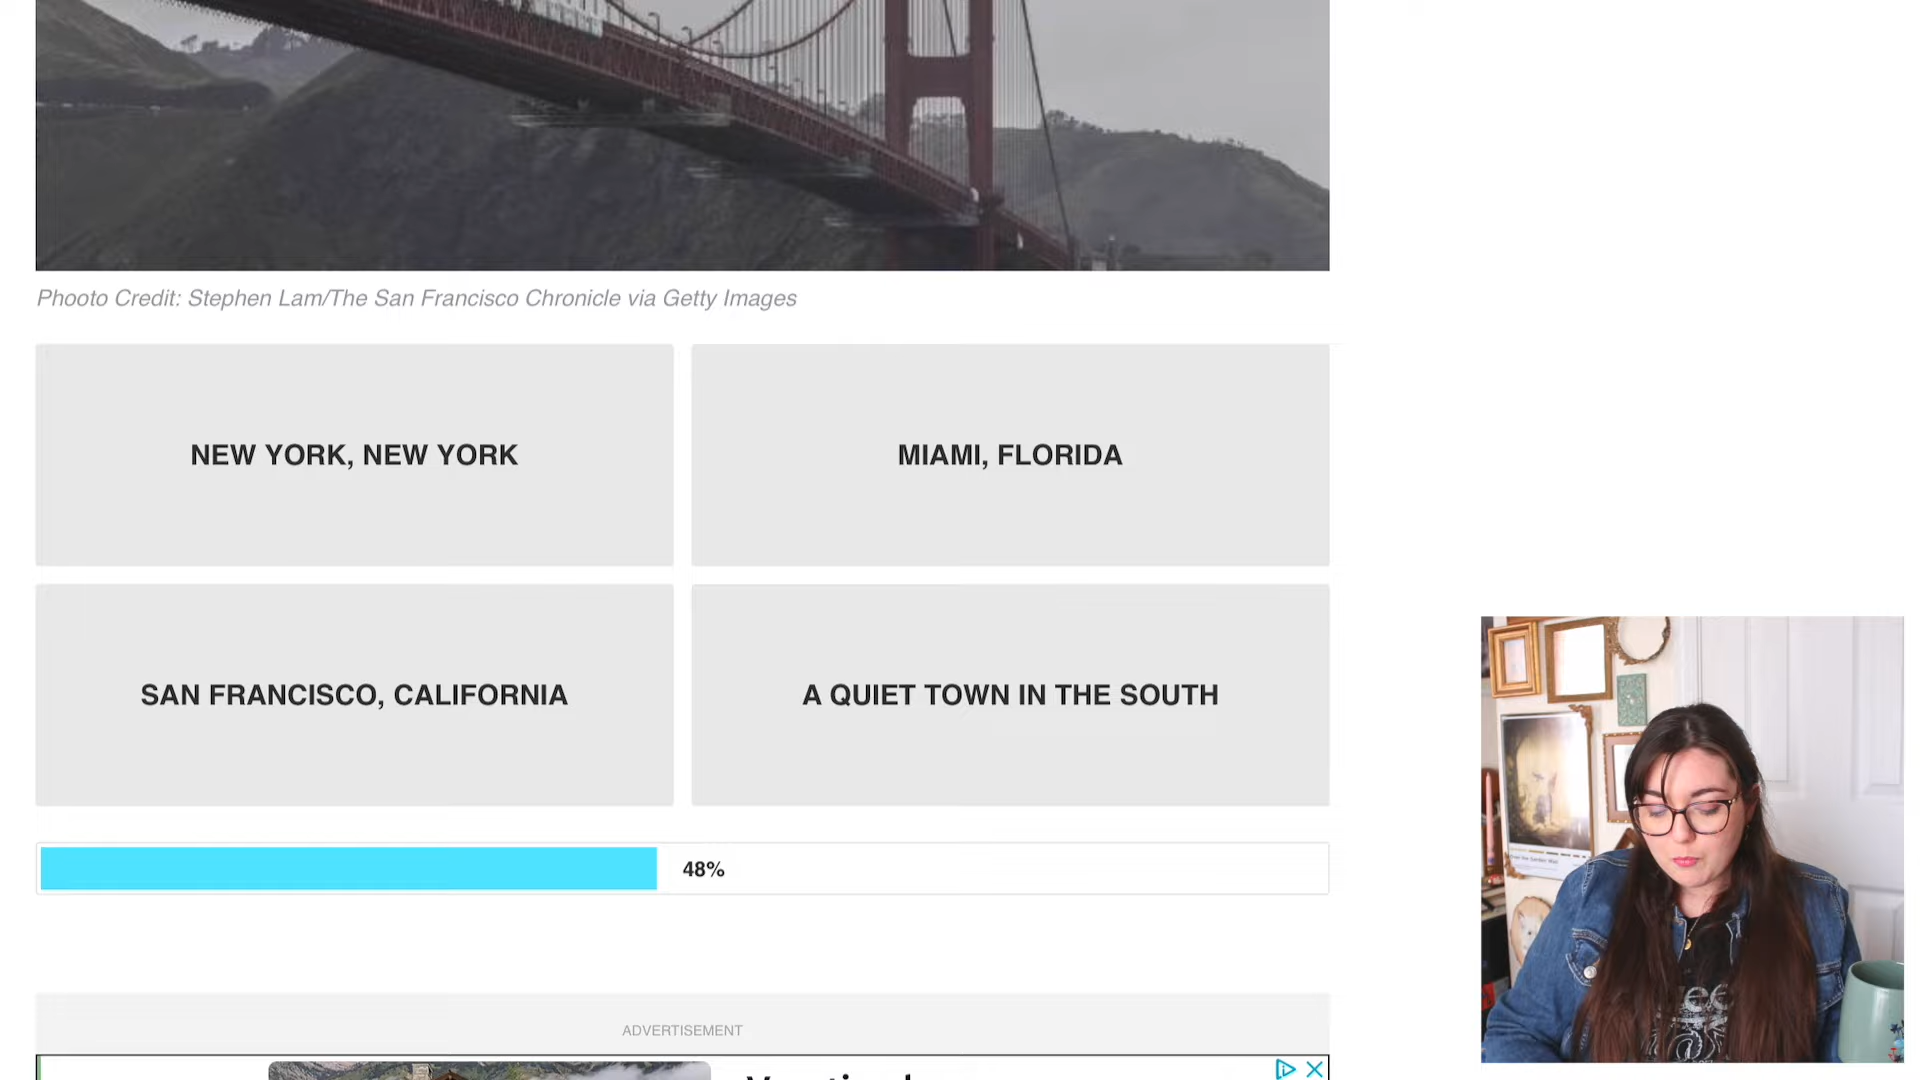 Phooto Credit: Stephen Lam/The San Francisco Chronicle via Getty Images
NEW YORK, NEW YORK
MIAMI, FLORIDA
SAN FRANCISCO, CALIFORNIA
A QUIET TOWN IN THE SOUTH
48%
ADVERTISEMENT